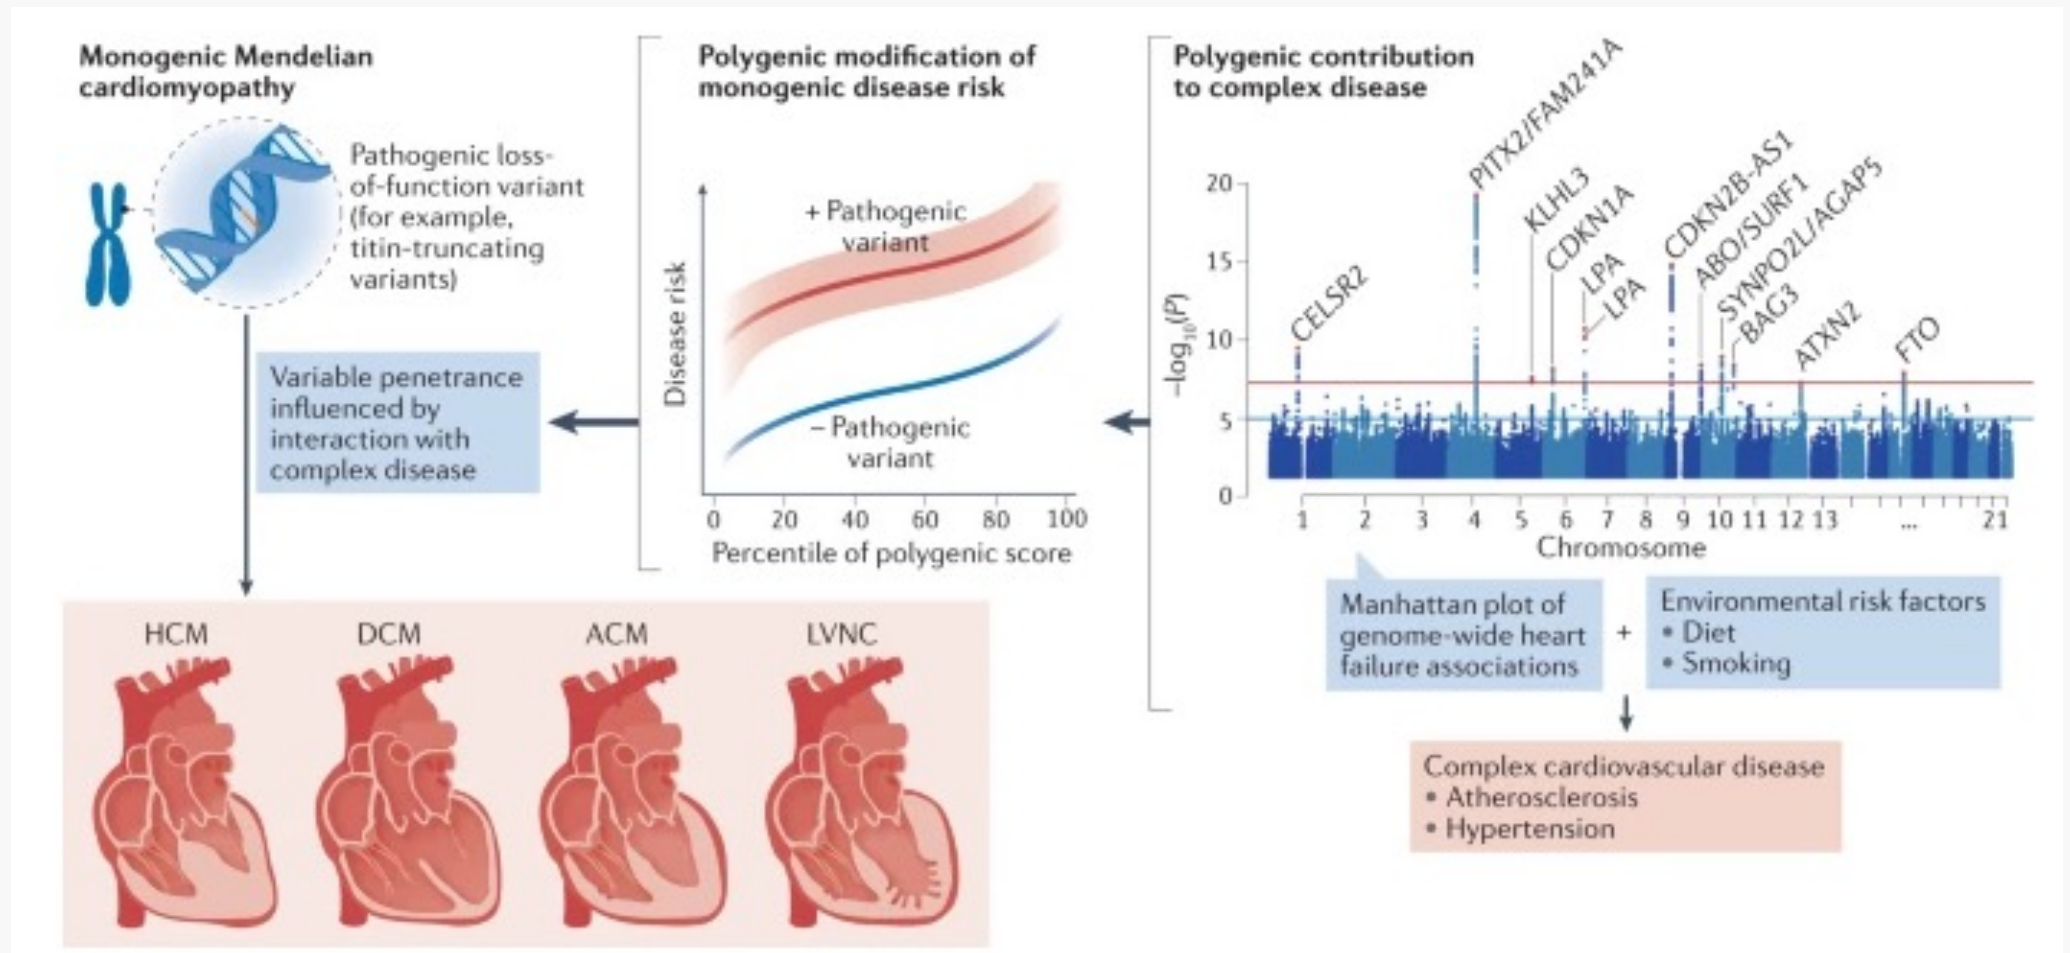 Monogenic Mendelian
cardiomyopathy
Pathogenic loss-
of-function variant
(for example,
titin-truncating
variants)
Variable penetrance
influenced by
interaction with
complex disease
HCM
DCM
ACM
LVNC
Polygenic modification of
monogenic disease risk
Disease risk
+ Pathogenic
variant
– Pathogenic
variant
0 20 40 60 80 100
Percentile of polygenic score
Polygenic contribution
to complex disease
–log10(P)
20
15
10
5
0
CELSR2
PITX2/FAM241A
KLHL3
CDKN1A
LPA
LPA
CDKN2B-AS1
ABO/SURF1
SYNPO2L/AGAP5
BAG3
ATXN2
FTO
1 2 3 4 5 6 7 8 9 10 11 12 13 ... 21
Chromosome
Manhattan plot of
genome-wide heart
failure associations
+
Environmental risk factors
• Diet
• Smoking
Complex cardiovascular disease
• Atherosclerosis
• Hypertension